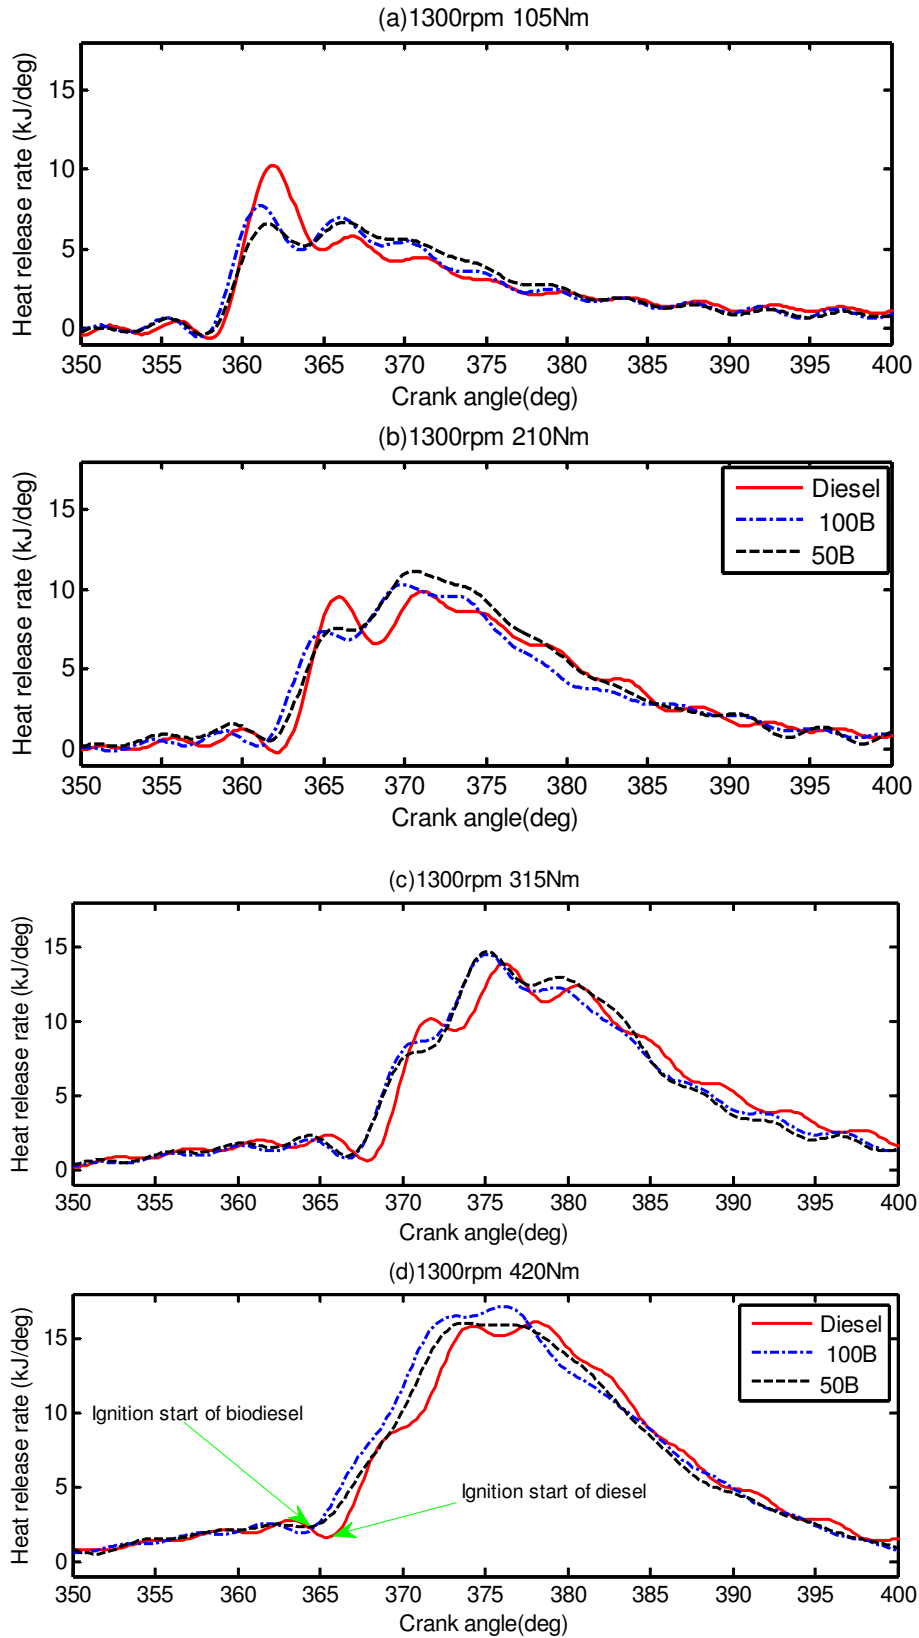 (a)1300rpm 105Nm
Heat release rate (kJ/deg)
15
10
5
0
350 355 360 365 370 375 380 385 390 395 400
Crank angle(deg)
(b)1300rpm 210Nm
Heat release rate (kJ/deg)
15
10
5
0
Diesel
100B
50B
350 355 360 365 370 375 380 385 390 395 400
Crank angle(deg)
(c)1300rpm 315Nm
Heat release rate (kJ/deg)
15
10
5
0
350 355 360 365 370 375 380 385 390 395 400
Crank angle(deg)
(d)1300rpm 420Nm
Heat release rate (kJ/deg)
15
10
5
0
Diesel
100B
50B
Ignition start of biodiesel
Ignition start of diesel
350 355 360 365 370 375 380 385 390 395 400
Crank angle(deg)